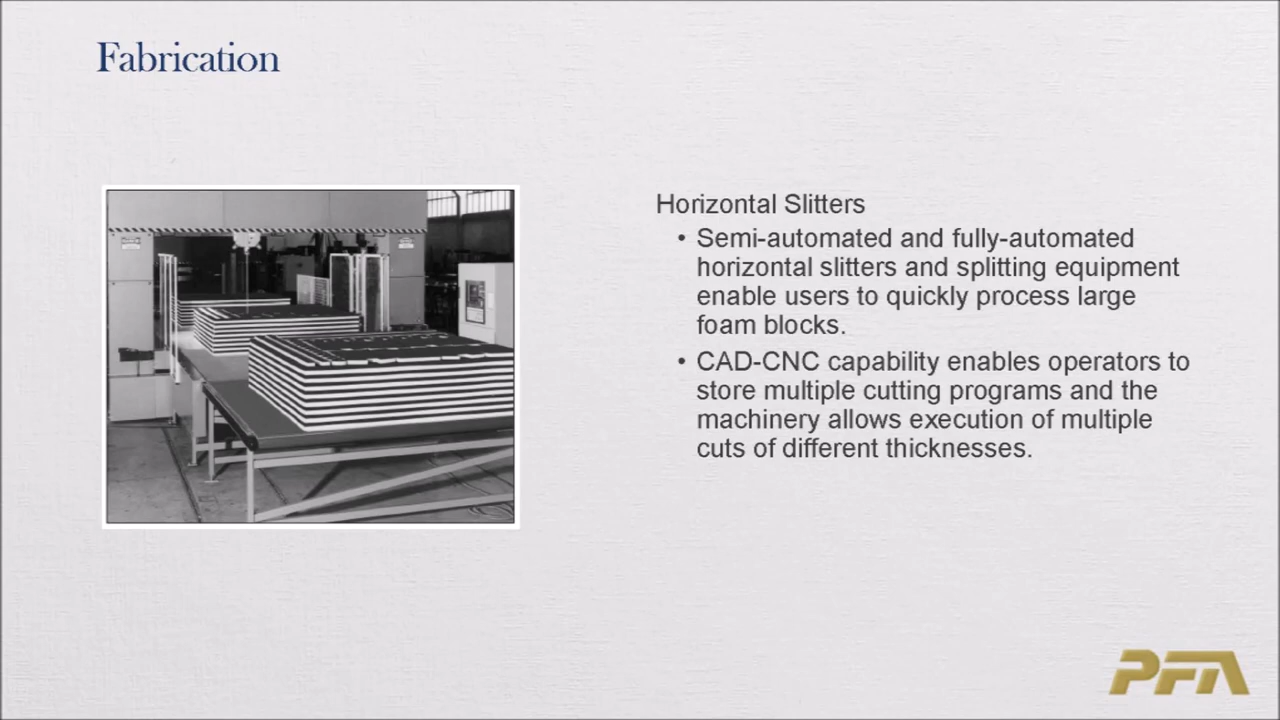 Fabrication
Horizontal Slitters
• Semi-automated and fully-automated
horizontal slitters and splitting equipment
enable users to quickly process large
foam blocks.
• CAD-CNC capability enables operators to
store multiple cutting programs and the
machinery allows execution of multiple
cuts of different thicknesses.
PFA